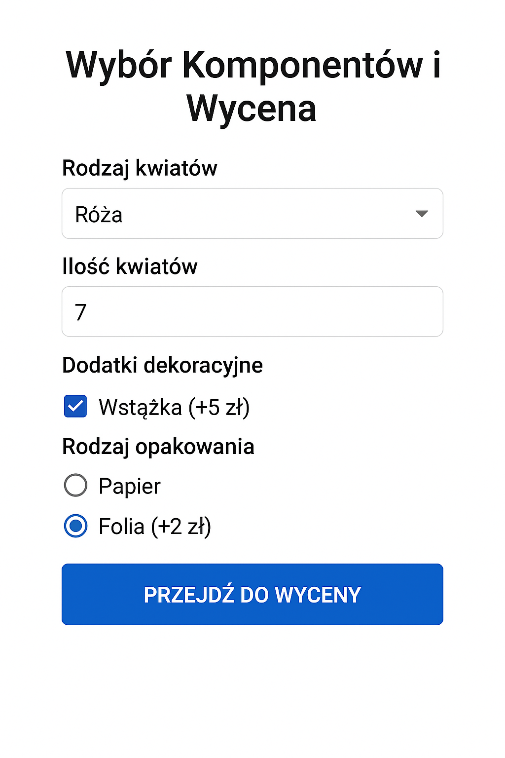 Wybór Komponentów i
Wycena
Rodzaj kwiatów
Róża
Ilość kwiatów
7
Dodatki dekoracyjne
Wstążka (+5 zł)
Rodzaj opakowania
Papier
Folia (+2 zł)
PRZEJDŹ DO WYCENY